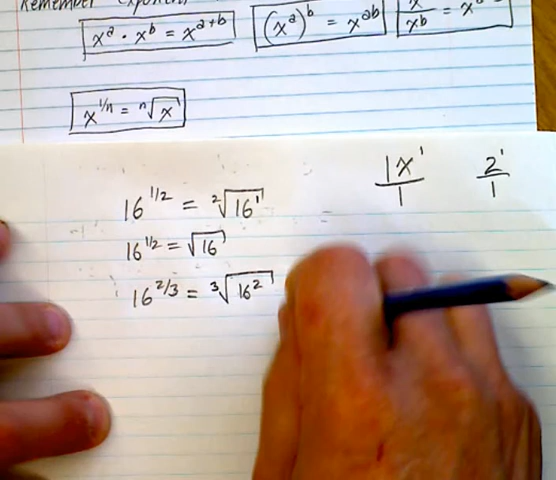 Remember Exponent
x^a · x^b = x^{a+b} (x^a)^b = x^{ab} x^b = x
x^{1/n} = ⁿ√x
16^{1/2} = ²√16¹ 1x¹/1 2¹/1
16^{1/2} = √16
16^{2/3} = ³√16²